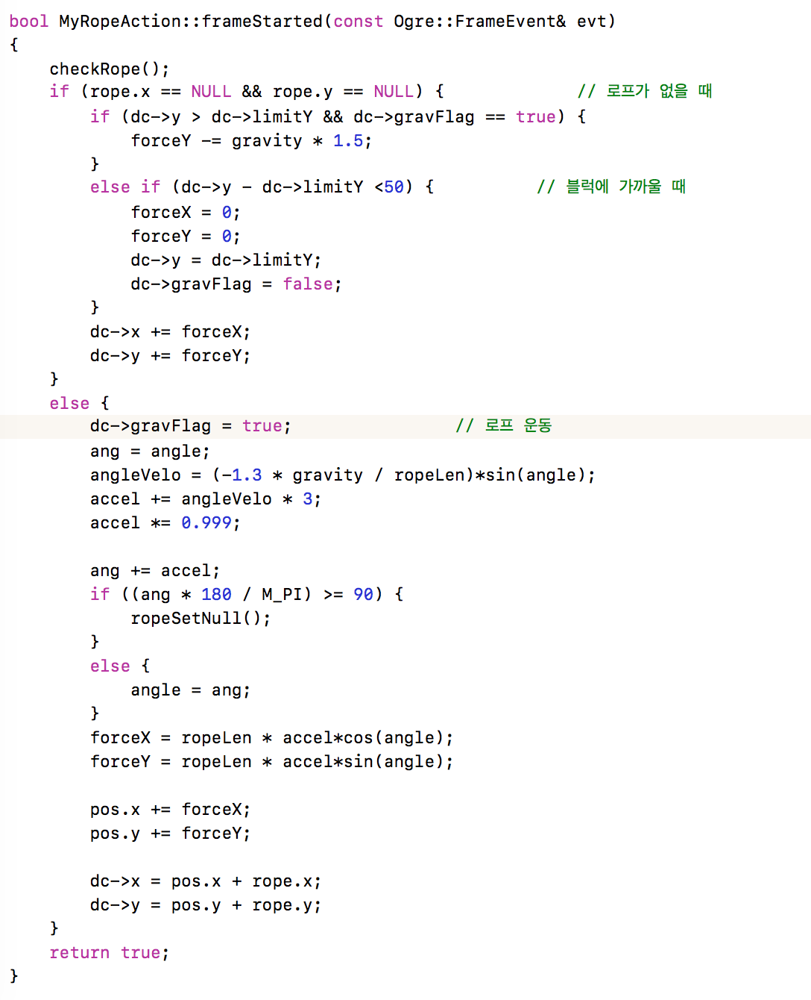 bool MyRopeAction::frameStarted(const Ogre::FrameEvent& evt)
{
    checkRope();
    if (rope.x == NULL && rope.y == NULL) {             // 로프가 없을 때
        if (dc->y > dc->limitY && dc->gravFlag == true) {
            forceY -= gravity * 1.5;
        }
        else if (dc->y - dc->limitY <50) {          // 블럭에 가까울 때
            forceX = 0;
            forceY = 0;
            dc->y = dc->limitY;
            dc->gravFlag = false;
        }
        dc->x += forceX;
        dc->y += forceY;
    }
    else {
        dc->gravFlag = true;                // 로프 운동
        ang = angle;
        angleVelo = (-1.3 * gravity / ropeLen)*sin(angle);
        accel += angleVelo * 3;
        accel *= 0.999;

        ang += accel;
        if ((ang * 180 / M_PI) >= 90) {
            ropeSetNull();
        }
        else {
            angle = ang;
        }
        forceX = ropeLen * accel*cos(angle);
        forceY = ropeLen * accel*sin(angle);

        pos.x += forceX;
        pos.y += forceY;

        dc->x = pos.x + rope.x;
        dc->y = pos.y + rope.y;
    }
    return true;
}